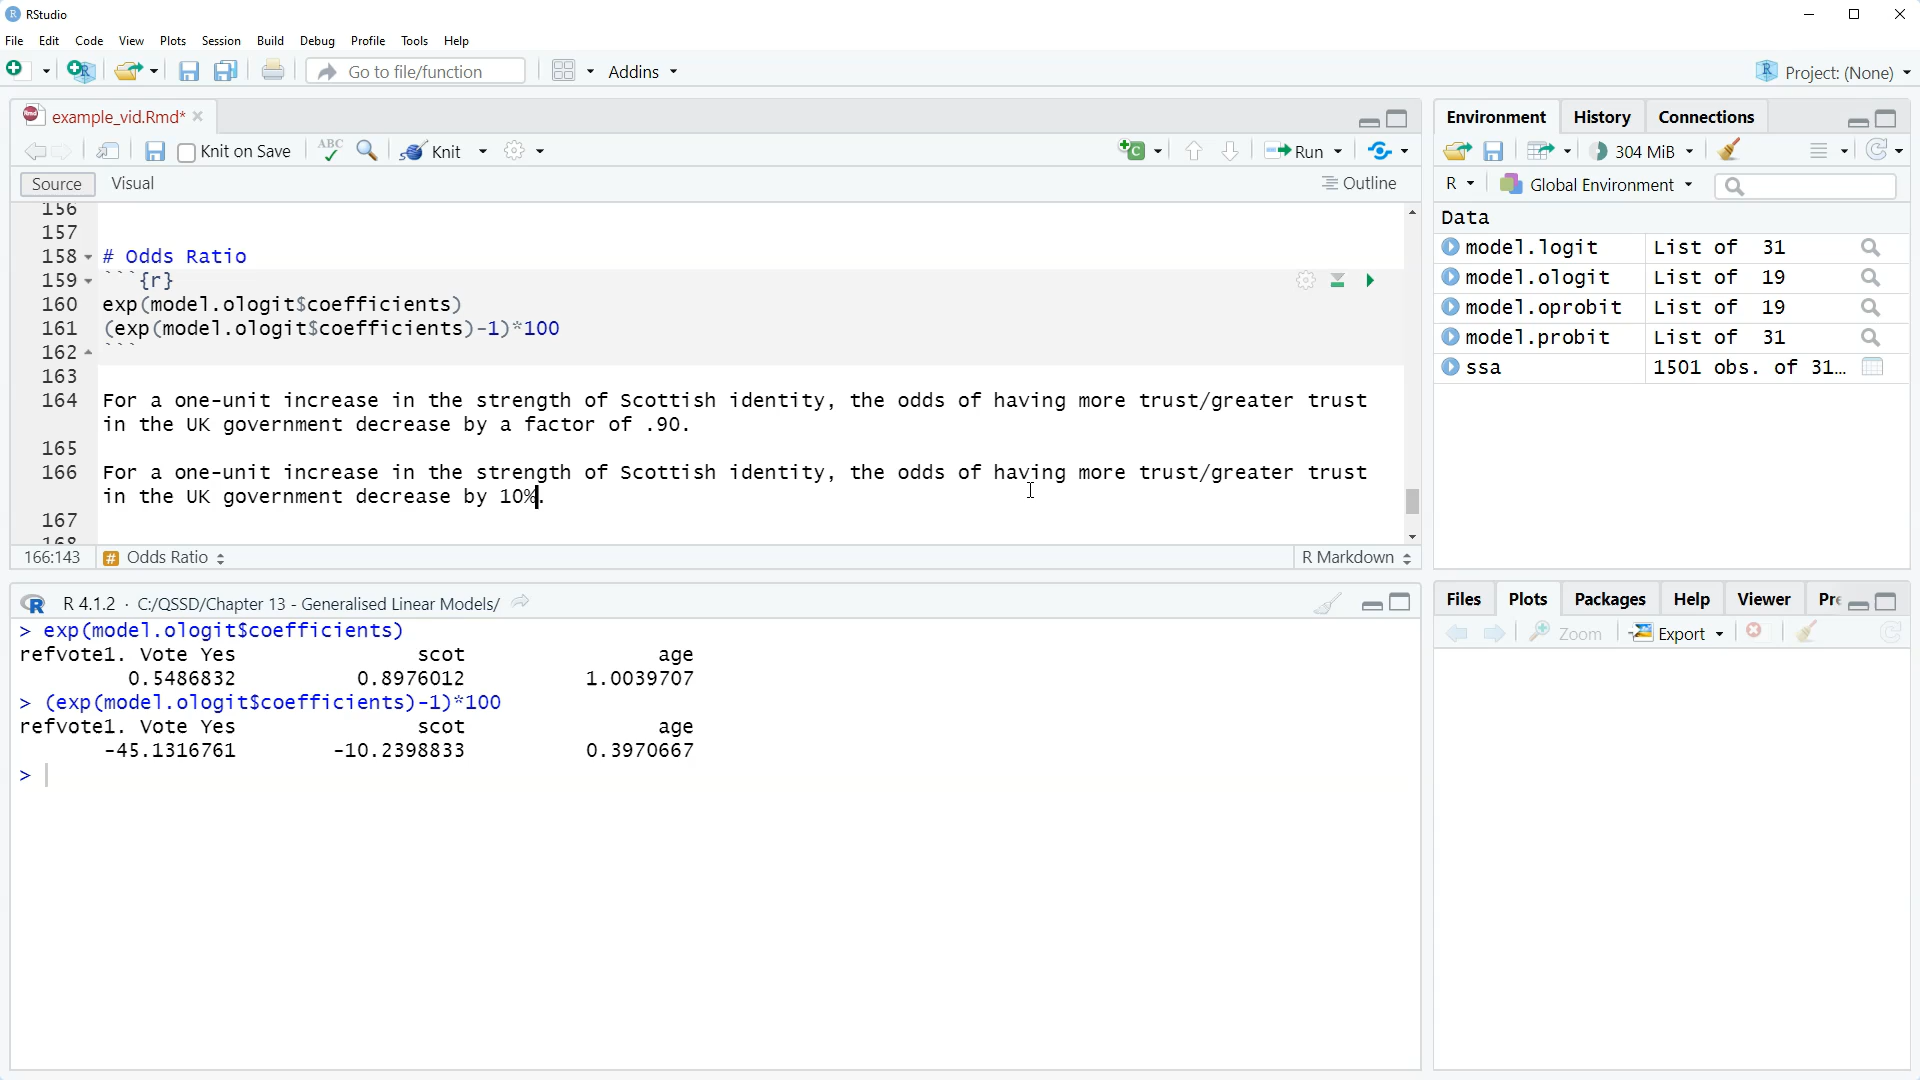 RStudio
File Edit Code View Plots Session Build Debug Profile Tools Help
Go to file/function Addins Project: (None)
example_vid.Rmd*
Knit on Save ABC Knit Run
Source Visual Outline
156
157
158 # Odds Ratio
159 ```{r}
160 exp(model.ologit$coefficients)
161 (exp(model.ologit$coefficients)-1)*100
162 ```
163
164 For a one-unit increase in the strength of Scottish identity, the odds of having more trust/greater trust
in the UK government decrease by a factor of .90.
165
166 For a one-unit increase in the strength of Scottish identity, the odds of having more trust/greater trust
in the UK government decrease by 10%.
167
168
166:143 # Odds Ratio R Markdown
R 4.1.2 · C:/QSSD/Chapter 13 - Generalised Linear Models/
> exp(model.ologit$coefficients)
refvote1. Vote Yes scot age
0.5486832 0.8976012 1.0039707
> (exp(model.ologit$coefficients)-1)*100
refvote1. Vote Yes scot age
-45.1316761 -10.2398833 0.3970667
>
Environment History Connections
304 MiB
R Global Environment
Data
model.logit List of 31
model.ologit List of 19
model.oprobit List of 19
model.probit List of 31
ssa 1501 obs. of 31…
Files Plots Packages Help Viewer Pre
Zoom Export